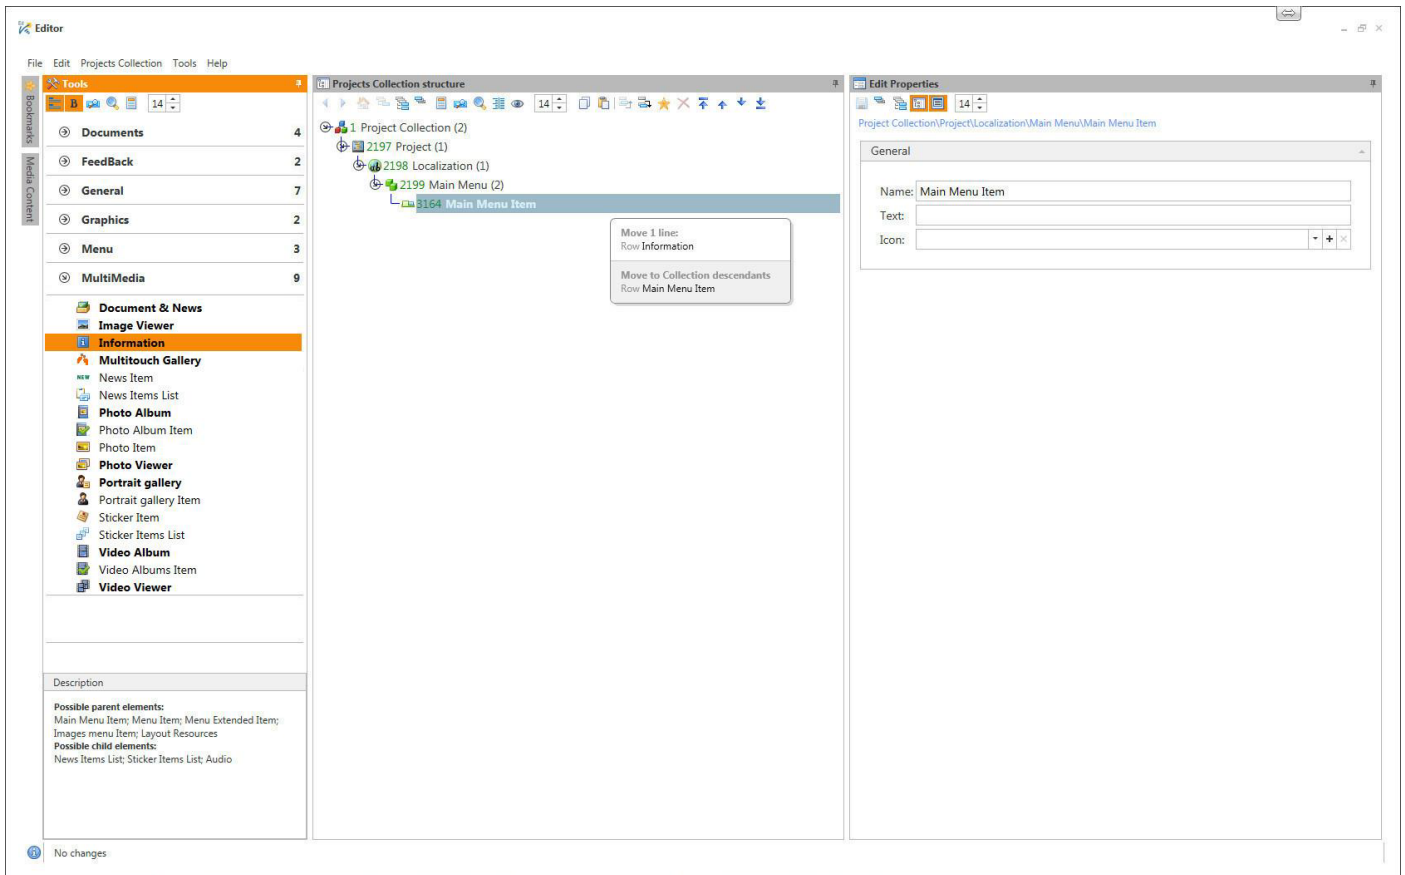 Editor
File Edit Projects Collection Tools Help
Bookmarks
Media Content
Tools
B 14
Documents 4
FeedBack 2
General 7
Graphics 2
Menu 3
MultiMedia 9
Document & News
Image Viewer
Information
Multitouch Gallery
NEW News Item
News Items List
Photo Album
Photo Album Item
Photo Item
Photo Viewer
Portrait gallery
Portrait gallery Item
Sticker Item
Sticker Items List
Video Album
Video Albums Item
Video Viewer
Description
Possible parent elements:
Main Menu Item; Menu Item; Menu Extended Item;
Images menu Item; Layout Resources
Possible child elements:
News Items List; Sticker Items List; Audio
Projects Collection structure
14
1 Project Collection (2)
2197 Project (1)
2198 Localization (1)
2199 Main Menu (2)
3164 Main Menu Item
Move 1 line:
Row Information
Move to Collection descendants
Row Main Menu Item
Edit Properties
14
Project Collection\Project\Localization\Main Menu\Main Menu Item
General
Name: Main Menu Item
Text:
Icon:
No changes